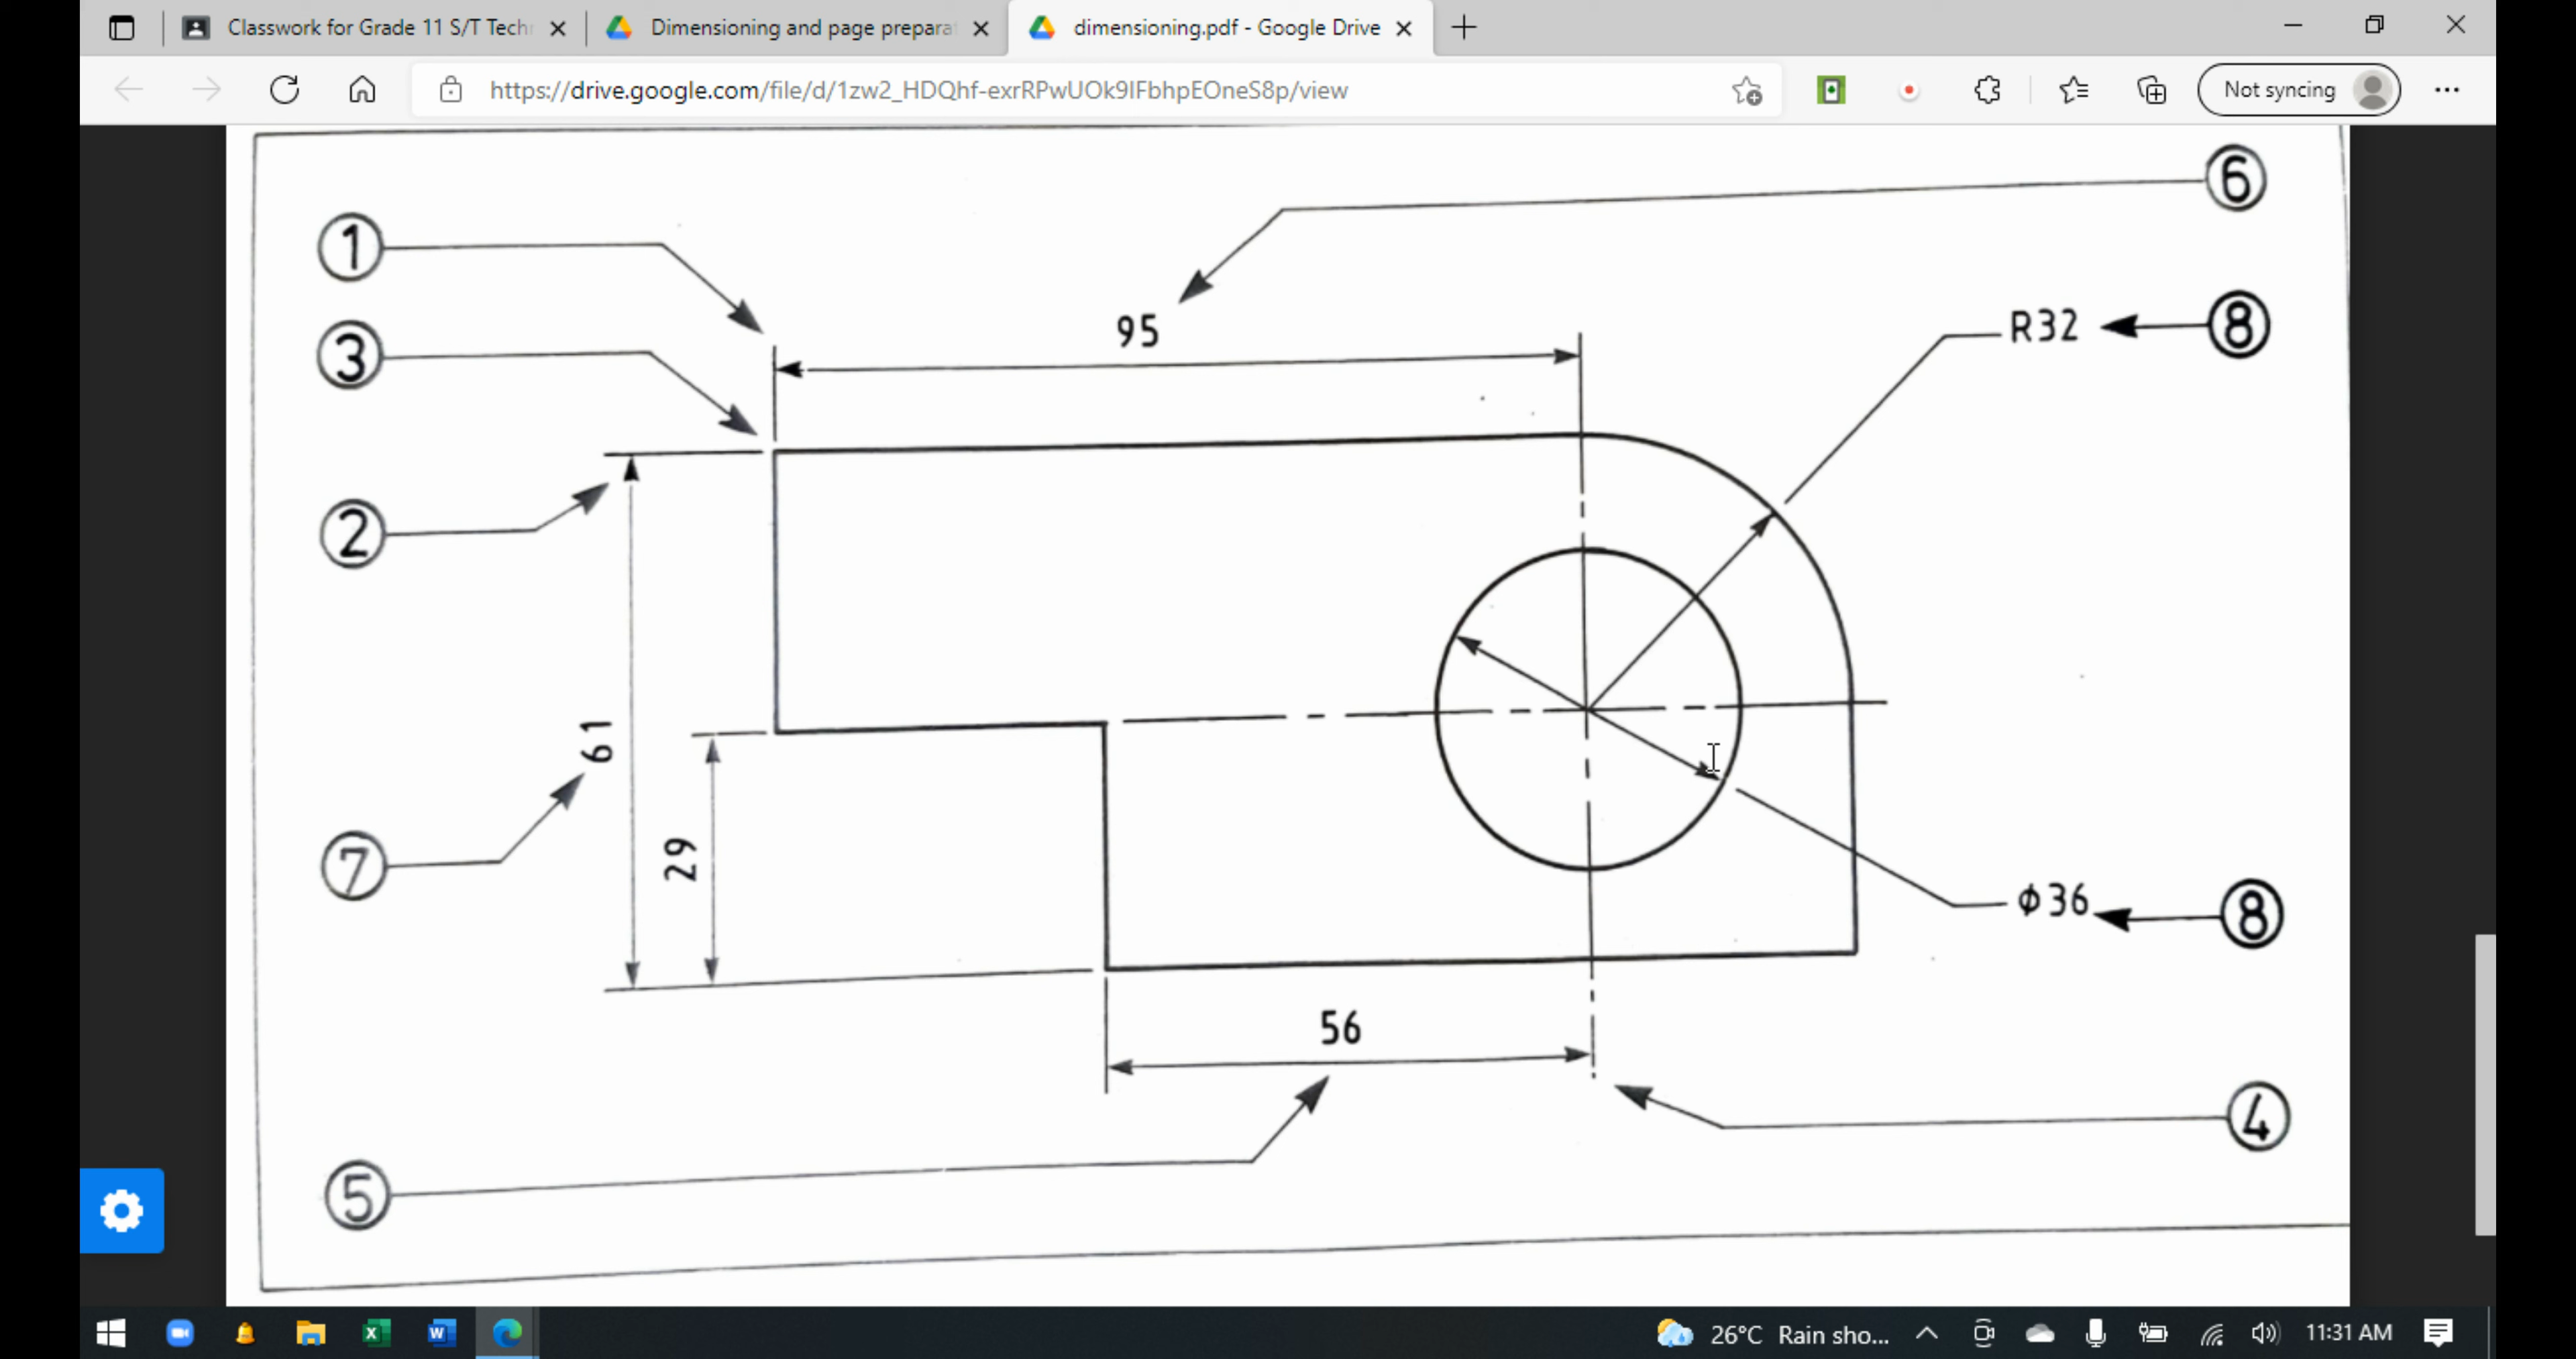 Classwork for Grade 11 S/T Techn
Dimensioning and page preparat
dimensioning.pdf - Google Drive
https://drive.google.com/file/d/1zw2_HDQhf-exrRPwUOk9IFbhpEOneS8p/view
Not syncing
6
1
R32
8
95
3
2
61
7
29
Φ36
8
56
4
5
26°C Rain sho...
11:31 AM